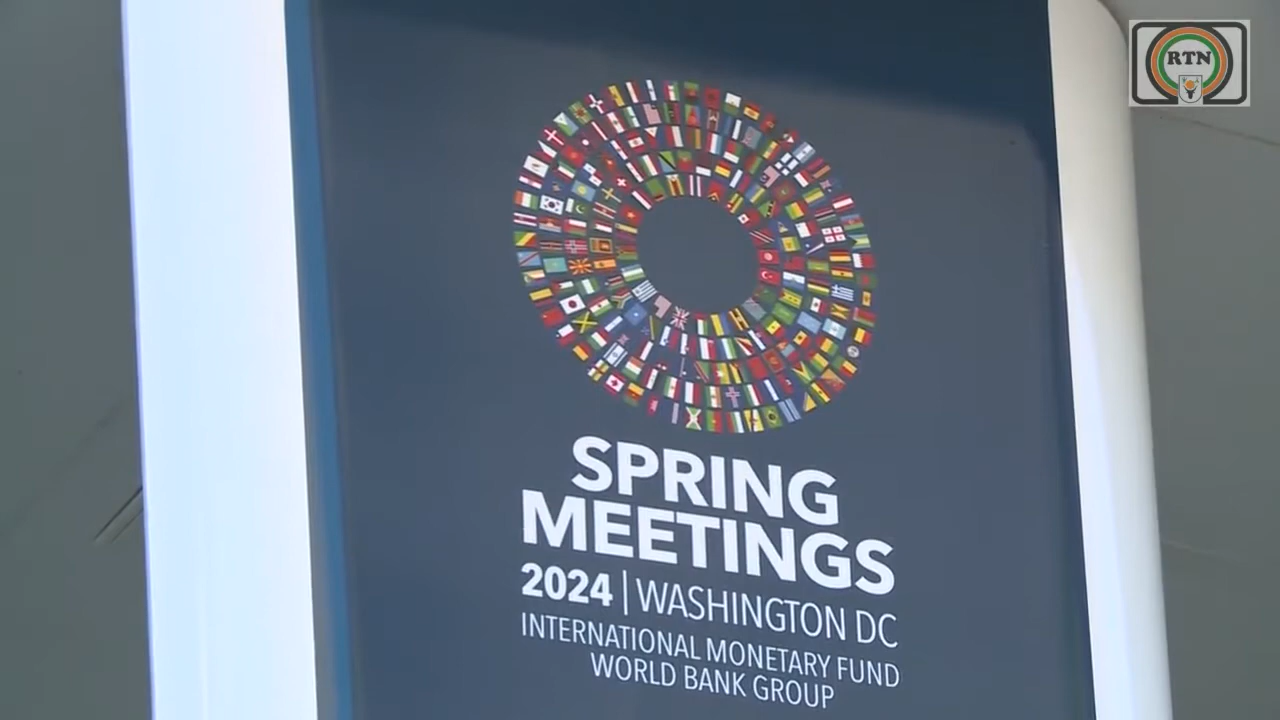 RTN
SPRING
MEETINGS
2024 | WASHINGTON DC
INTERNATIONAL MONETARY FUND
WORLD BANK GROUP